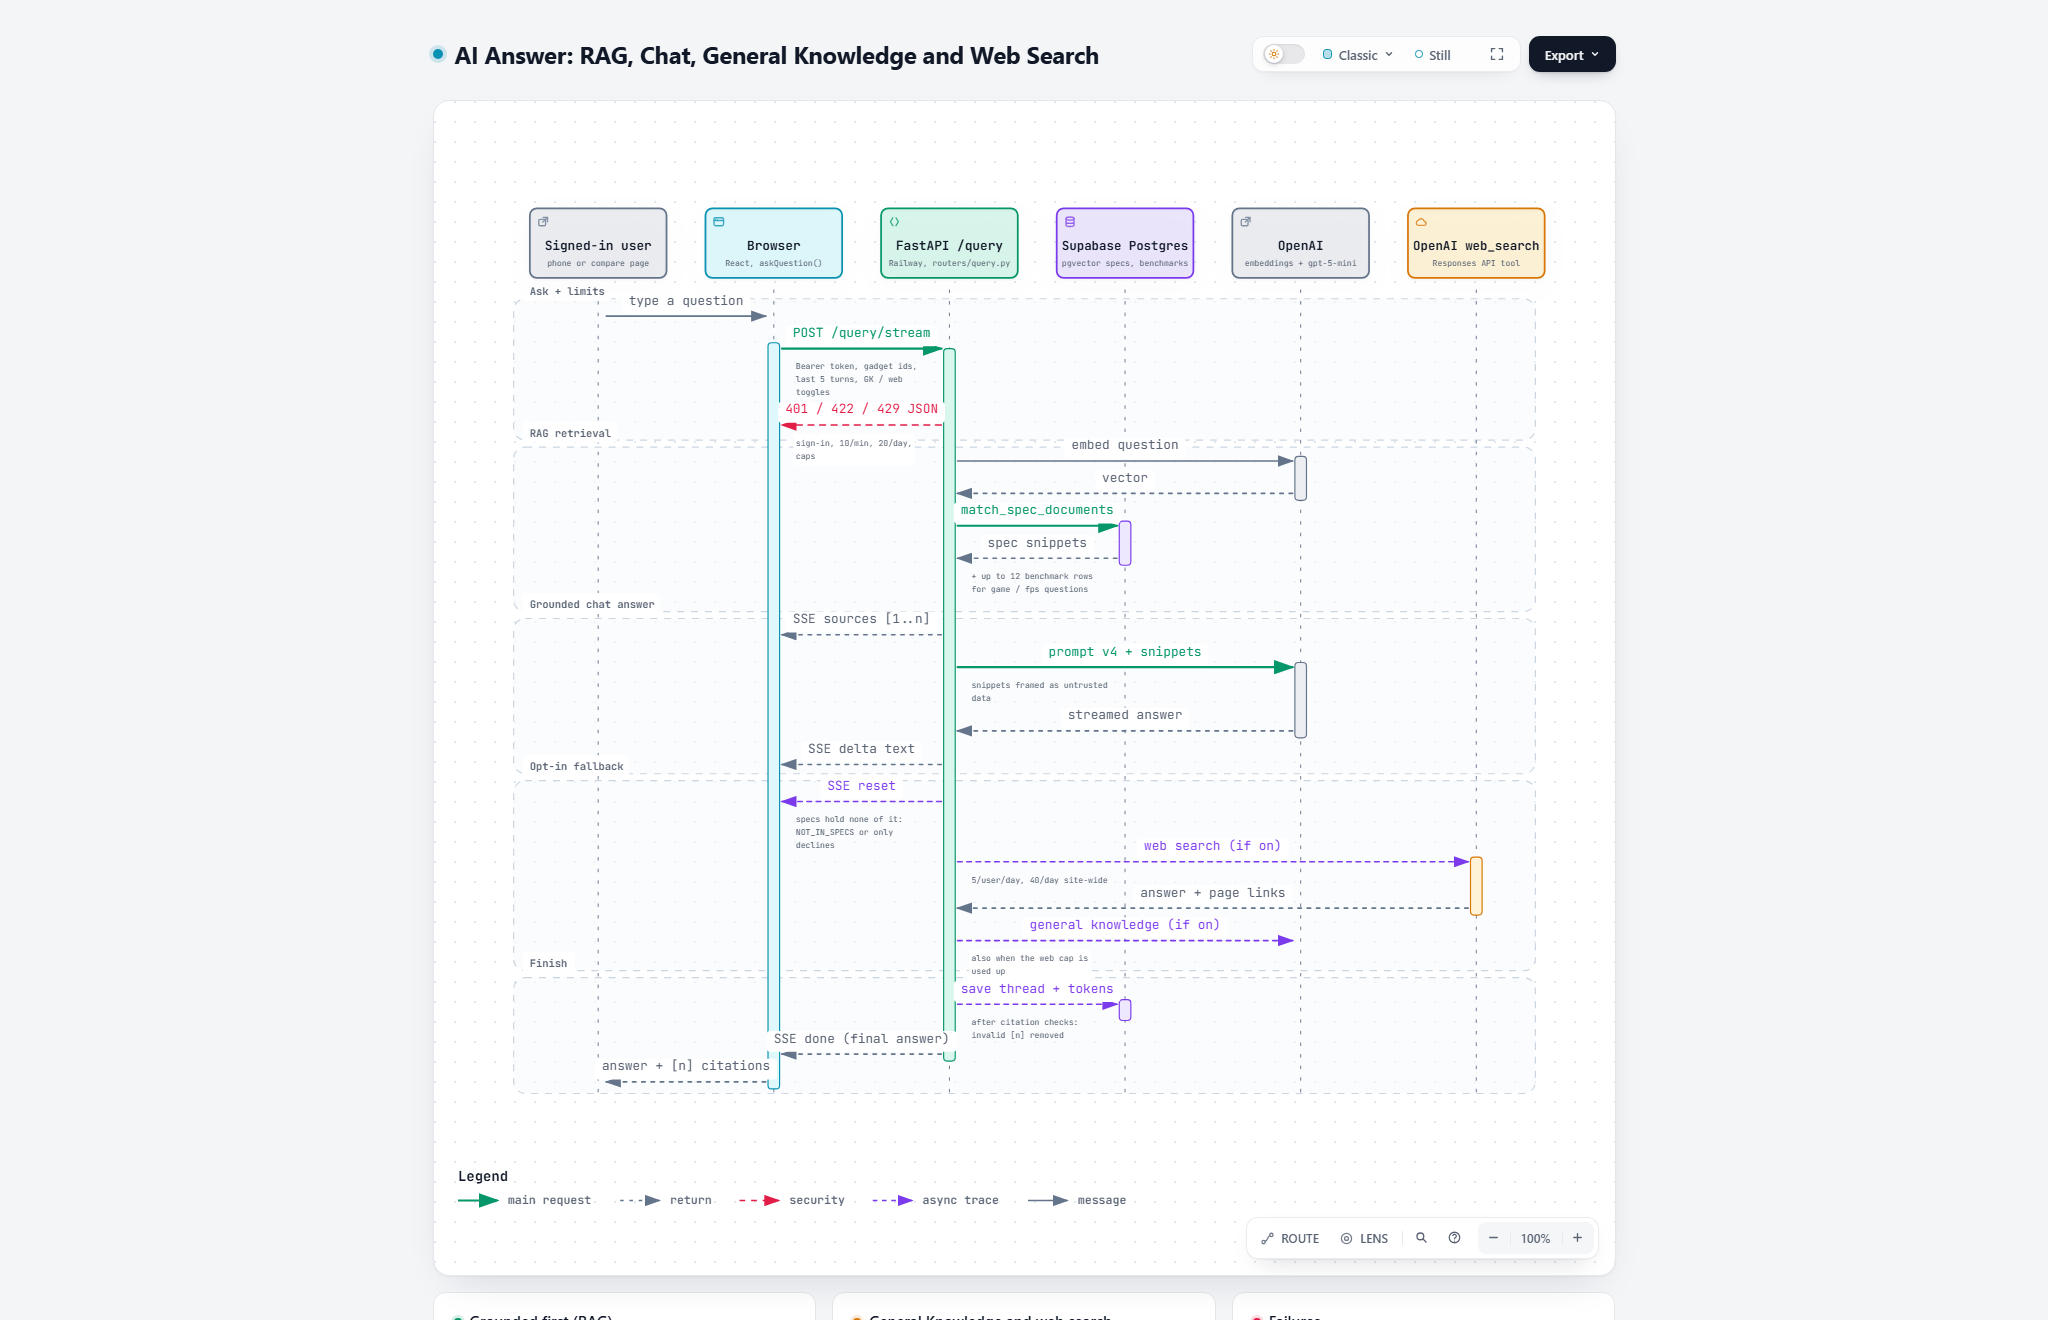 AI Answer: RAG, Chat, General Knowledge and Web Search
Classic
Still
Export
Signed-in user
phone or compare page
Browser
React, askQuestion()
FastAPI /query
Railway, routers/query.py
Supabase Postgres
pgvector specs, benchmarks
OpenAI
embeddings + gpt-5-mini
OpenAI web_search
Responses API tool
Ask + limits
type a question
POST /query/stream
Bearer token, gadget ids,
last 5 turns, GK / web
toggles
401 / 422 / 429 JSON
sign-in, 10/min, 20/day,
caps
RAG retrieval
embed question
vector
match_spec_documents
spec snippets
+ up to 12 benchmark rows
for game / fps questions
Grounded chat answer
SSE sources [1..n]
prompt v4 + snippets
snippets framed as untrusted
data
streamed answer
SSE delta text
Opt-in fallback
SSE reset
specs hold none of it:
NOT_IN_SPECS or only
declines
web search (if on)
5/user/day, 40/day site-wide
answer + page links
general knowledge (if on)
also when the web cap is
used up
Finish
save thread + tokens
after citation checks:
invalid [n] removed
SSE done (final answer)
answer + [n] citations
Legend
main request
return
security
async trace
message
ROUTE
LENS
100%
Grounded first (RAG)
General Knowledge and web search
Failures